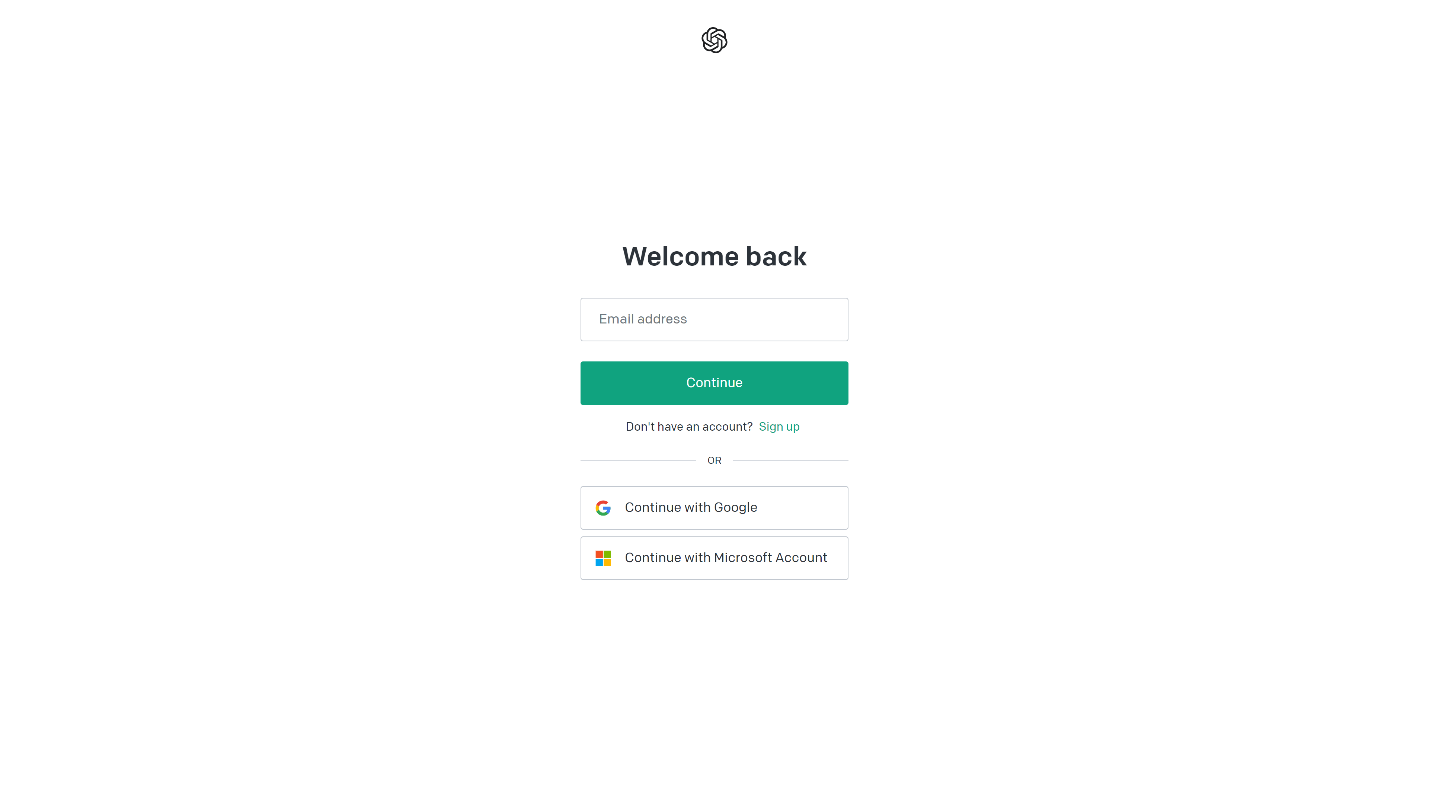 Welcome back
Email address
Continue
Don't have an account? Sign up
OR
Continue with Google
Continue with Microsoft Account